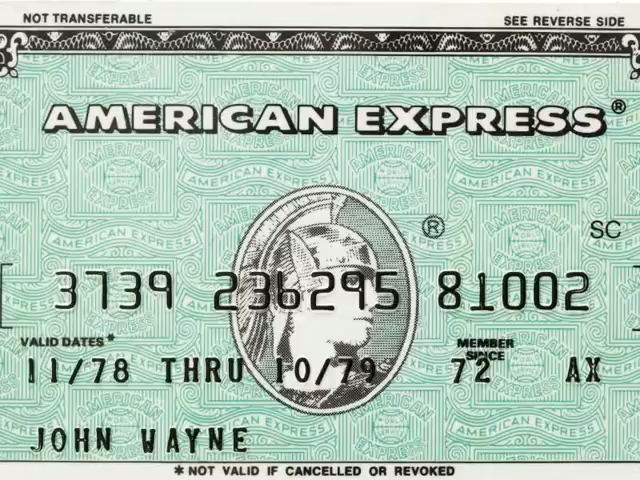 NOT TRANSFERABLE SEE REVERSE SIDE
AMERICAN EXPRESS®
®
SC
3739 236295 81002
VALID DATES* MEMBER SINCE
11/78 THRU 10/79 72 AX
JOHN WAYNE
*NOT VALID IF CANCELLED OR REVOKED